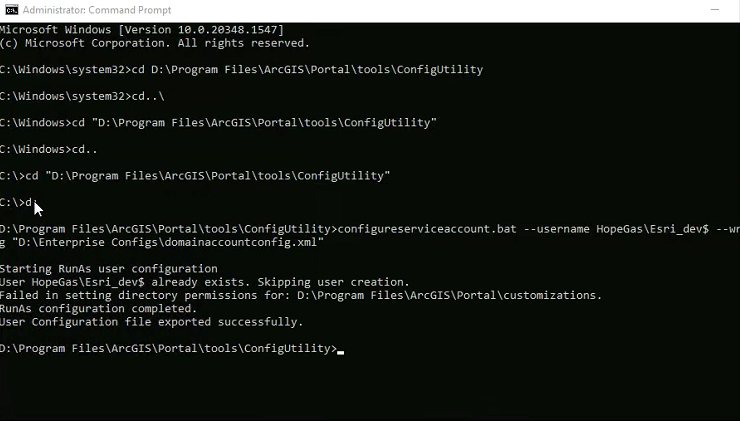 Administrator: Command Prompt
Microsoft Windows [Version 10.0.20348.1547]
(c) Microsoft Corporation. All rights reserved.
C:\Windows\system32>cd D:\Program Files\ArcGIS\Portal\tools\ConfigUtility
C:\Windows\system32>cd..\
C:\Windows>cd "D:\Program Files\ArcGIS\Portal\tools\ConfigUtility"
C:\Windows>cd..
C:\>cd "D:\Program Files\ArcGIS\Portal\tools\ConfigUtility"
C:\>d:
D:\Program Files\ArcGIS\Portal\tools\ConfigUtility>configureserviceaccount.bat --username HopeGas\Esri_dev$ --wr
g "D:\Enterprise Configs\domainaccountconfig.xml"
Starting RunAs user configuration
User HopeGas\Esri_dev$ already exists. Skipping user creation.
Failed in setting directory permissions for: D:\Program Files\ArcGIS\Portal\customizations.
RunAs configuration completed.
User Configuration file exported successfully.
D:\Program Files\ArcGIS\Portal\tools\ConfigUtility>